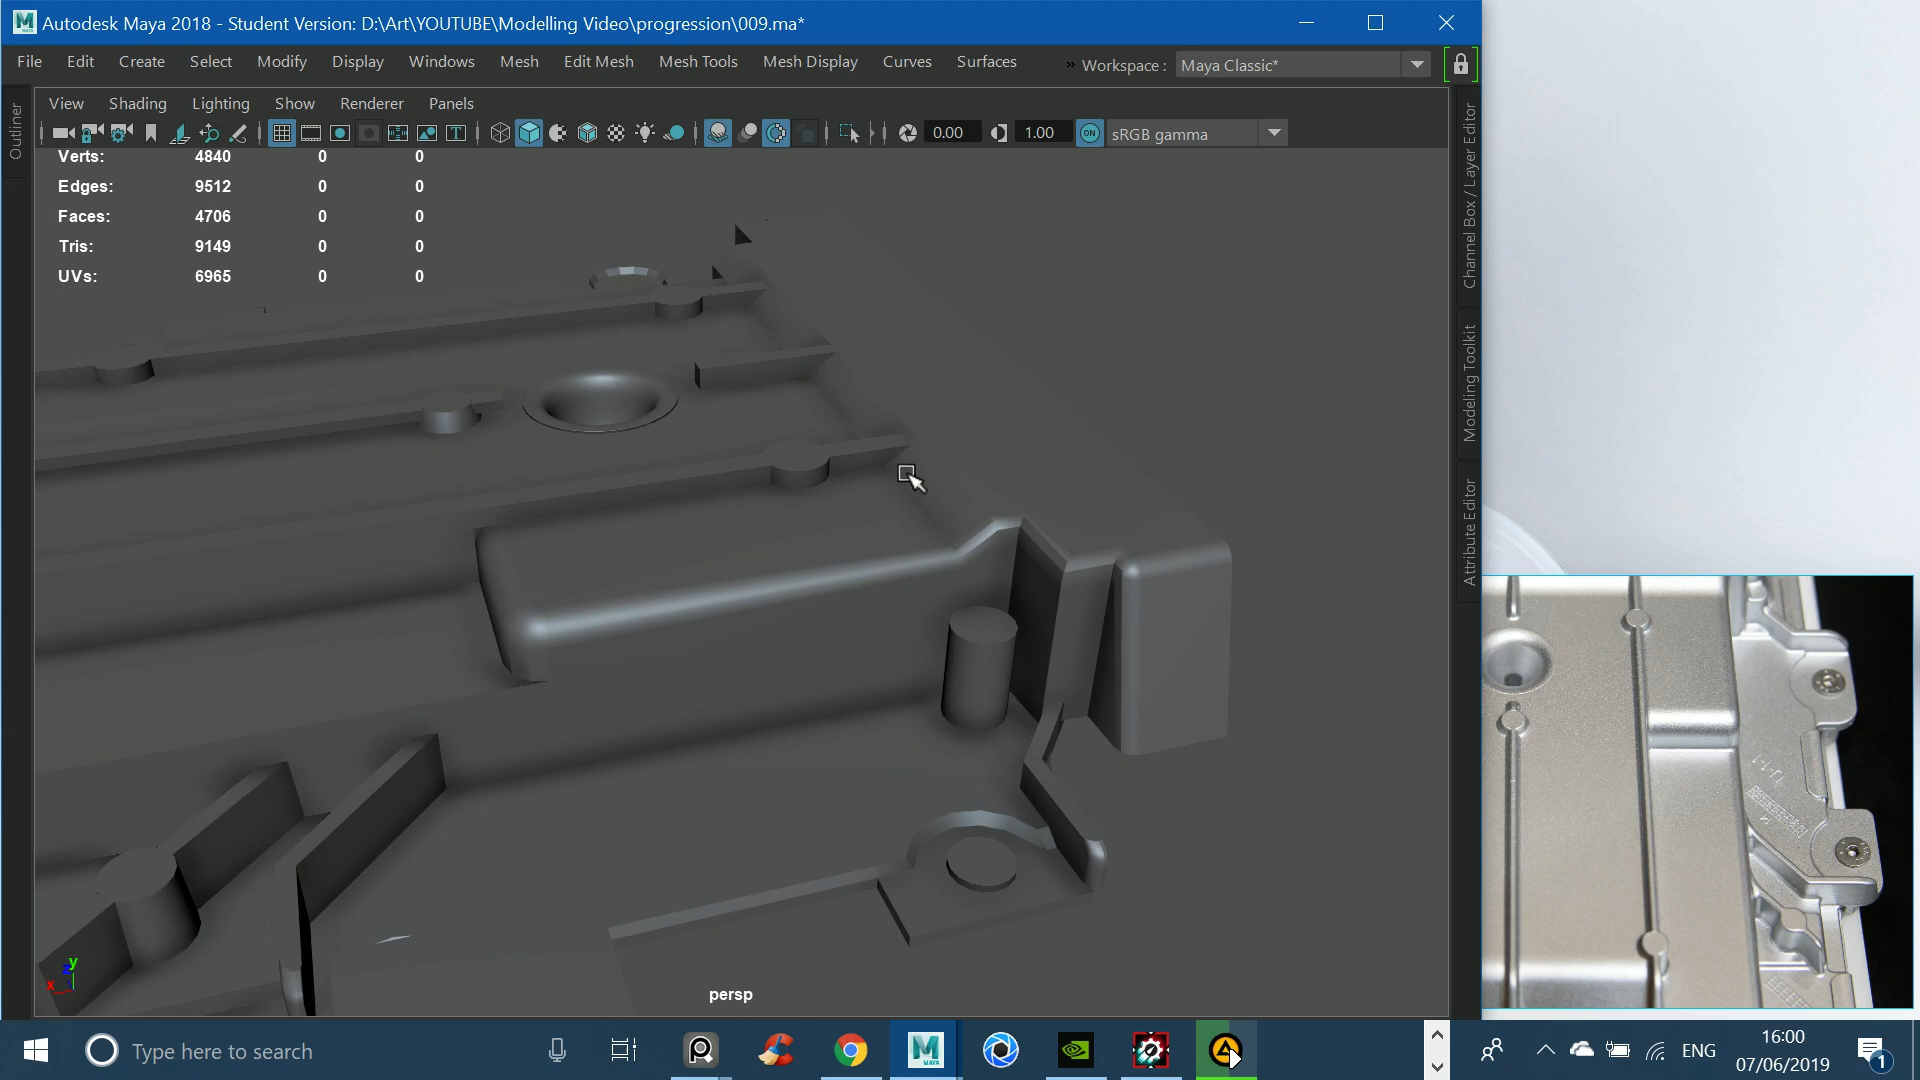 Autodesk Maya 2018 - Student Version: D:\Art\YOUTUBE\Modelling Video\progression\009.ma*
File Edit Create Select Modify Display Windows Mesh Edit Mesh Mesh Tools Mesh Display Curves Surfaces » Workspace : Maya Classic*
View Shading Lighting Show Renderer Panels
0.00 1.00 ON sRGB gamma
Outliner
Verts: 4840 0 0
Edges: 9512 0 0
Faces: 4706 0 0
Tris: 9149 0 0
UVs: 6965 0 0
Channel Box / Layer Editor
Modeling Toolkit
Attribute Editor
y
z
x
persp
Type here to search
MAYA
ENG
16:00
07/06/2019
1